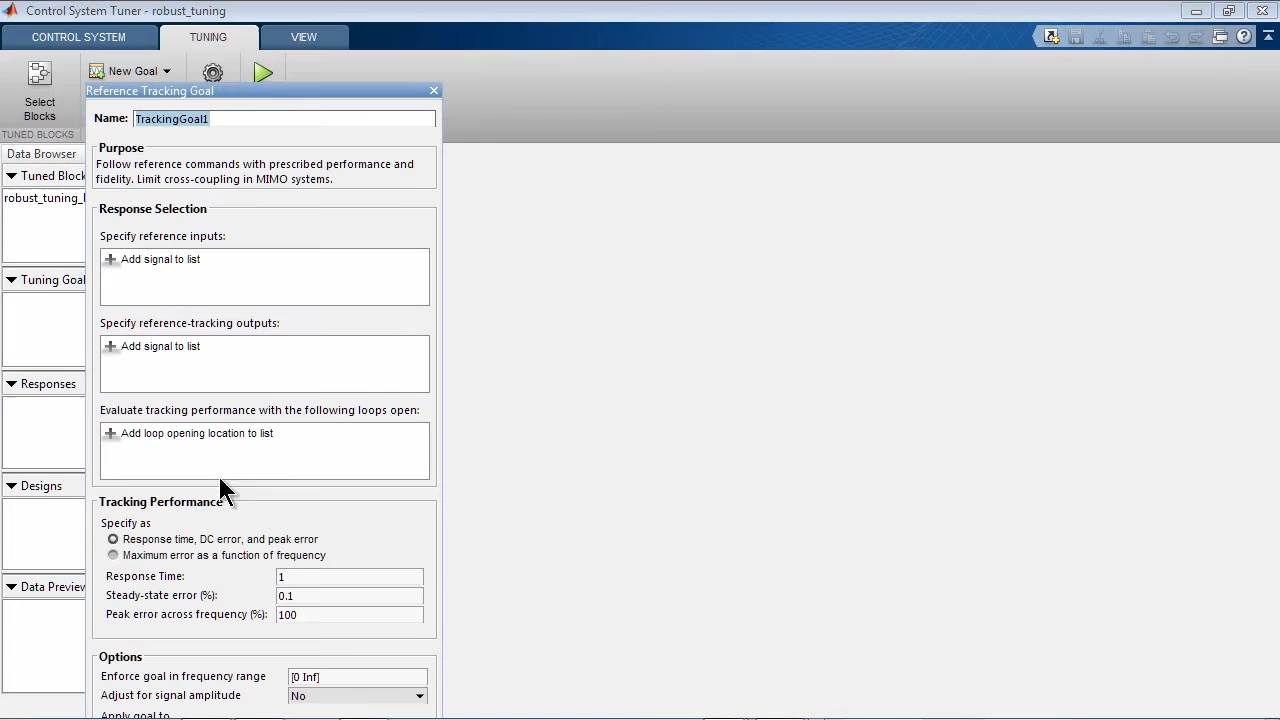 Control System Tuner - robust_tuning
CONTROL SYSTEM
TUNING
VIEW
New Goal
Select
Blocks
TUNED BLOCKS
Data Browser
Tuned Block
robust_tuning_
Tuning Goal
Responses
Designs
Data Preview
Reference Tracking Goal
Name: TrackingGoal1
Purpose
Follow reference commands with prescribed performance and
fidelity. Limit cross-coupling in MIMO systems.
Response Selection
Specify reference inputs:
Add signal to list
Specify reference-tracking outputs:
Add signal to list
Evaluate tracking performance with the following loops open:
Add loop opening location to list
Tracking Performance
Specify as
Response time, DC error, and peak error
Maximum error as a function of frequency
Response Time: 1
Steady-state error (%): 0.1
Peak error across frequency (%): 100
Options
Enforce goal in frequency range [0 Inf]
Adjust for signal amplitude No
Apply goal to